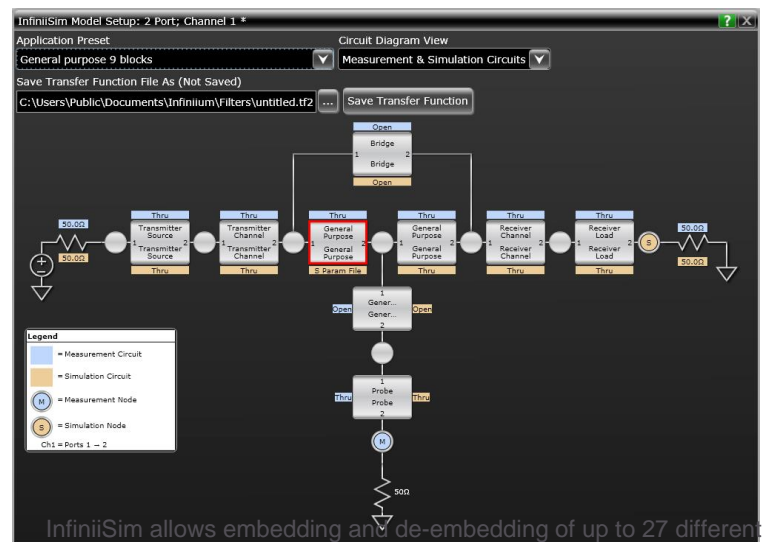 InfiniiSim Model Setup: 2 Port; Channel 1 *
? X
Application Preset
Circuit Diagram View
General purpose 9 blocks
Measurement & Simulation Circuits
Save Transfer Function File As (Not Saved)
C:\Users\Public\Documents\Infiniium\Filters\untitled.tf2
...
Save Transfer Function
Open
Bridge
1 2
Bridge
Open
50.0Ω
50.0Ω
Thru
Transmitter
Source
1 2
Transmitter
Source
Thru
Thru
Transmitter
Channel
1 2
Transmitter
Channel
Thru
Thru
General
Purpose
1 2
General
Purpose
S Param File
Thru
General
Purpose
1 2
General
Purpose
Thru
Thru
Receiver
Channel
1 2
Receiver
Channel
Thru
Thru
Receiver
Load
1 2
Receiver
Load
Thru
S
50.0Ω
50.0Ω
1
Gener...
Open Open
Gener...
2
1
Probe
Thru Thru
Probe
2
M
50Ω
Legend
= Measurement Circuit
= Simulation Circuit
M = Measurement Node
S = Simulation Node
Ch1 = Ports 1 → 2
InfiniiSim allows embedding and de-embedding of up to 27 different